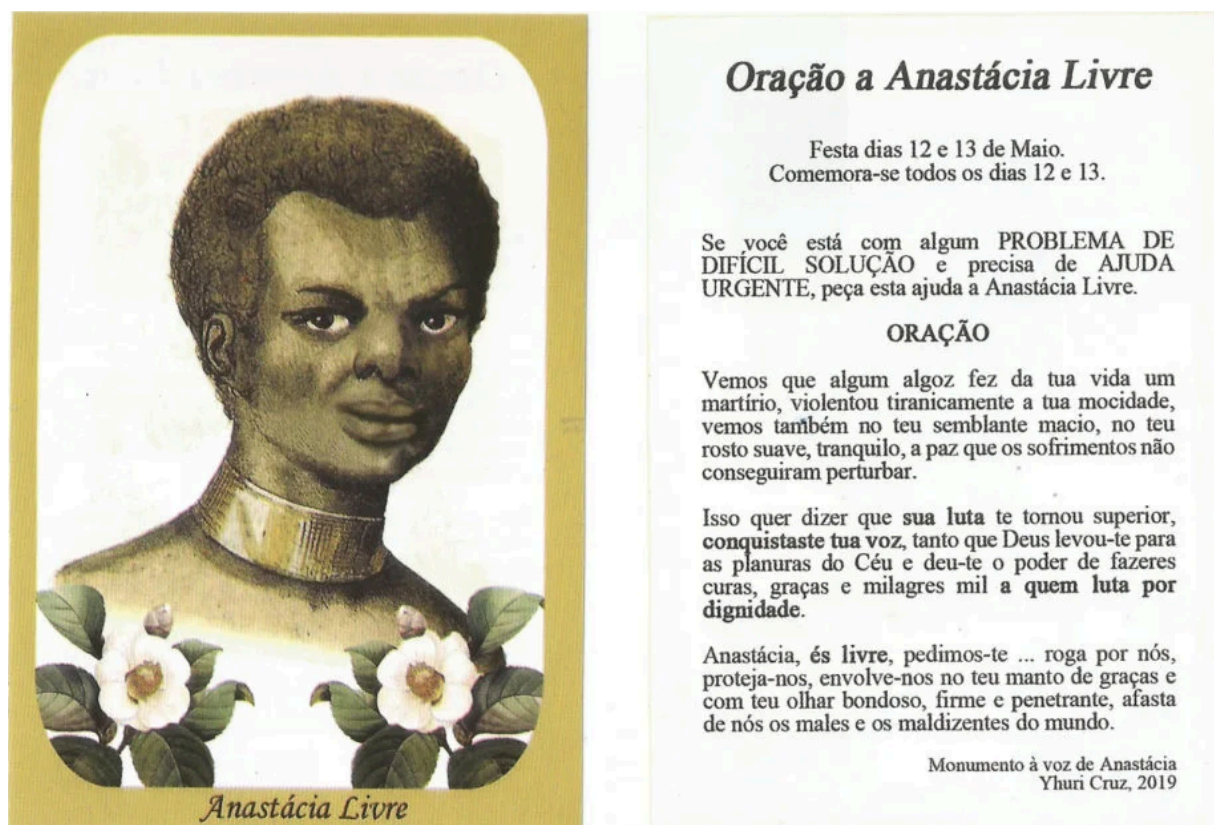 Anastácia Livre
Oração a Anastácia Livre
Festa dias 12 e 13 de Maio.
Comemora-se todos os dias 12 e 13.
Se você está com algum PROBLEMA DE
DIFÍCIL SOLUÇÃO e precisa de AJUDA
URGENTE, peça esta ajuda a Anastácia Livre.
ORAÇÃO
Vemos que algum algoz fez da tua vida um
martírio, violentou tiranicamente a tua mocidade,
vemos também no teu semblante macio, no teu
rosto suave, tranquilo, a paz que os sofrimentos não
conseguiram perturbar.
Isso quer dizer que sua luta te tornou superior,
conquistaste tua voz, tanto que Deus levou-te para
as planuras do Céu e deu-te o poder de fazeres
curas, graças e milagres mil a quem luta por
dignidade.
Anastácia, és livre, pedimos-te ... roga por nós,
proteja-nos, envolve-nos no teu manto de graças e
com teu olhar bondoso, firme e penetrante, afasta
de nós os males e os maldizentes do mundo.
Monumento à voz de Anastácia
Yhuri Cruz, 2019